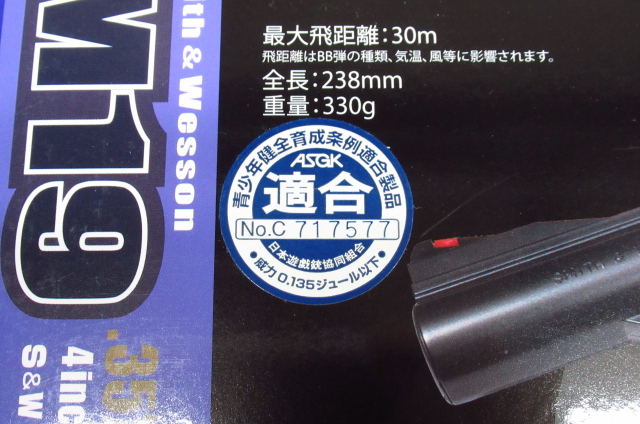 最大飛距離：30m
飛距離はBB弾の種類、気温、風等に影響されます。
全長：238mm
重量：330g
青少年健全育成条例適合製品
ASGK
適合
No.C 717577
日本遊戯銃協同組合
・威力0.135ジュール以下・
& Wesson
M19
.35
4inc
S&W